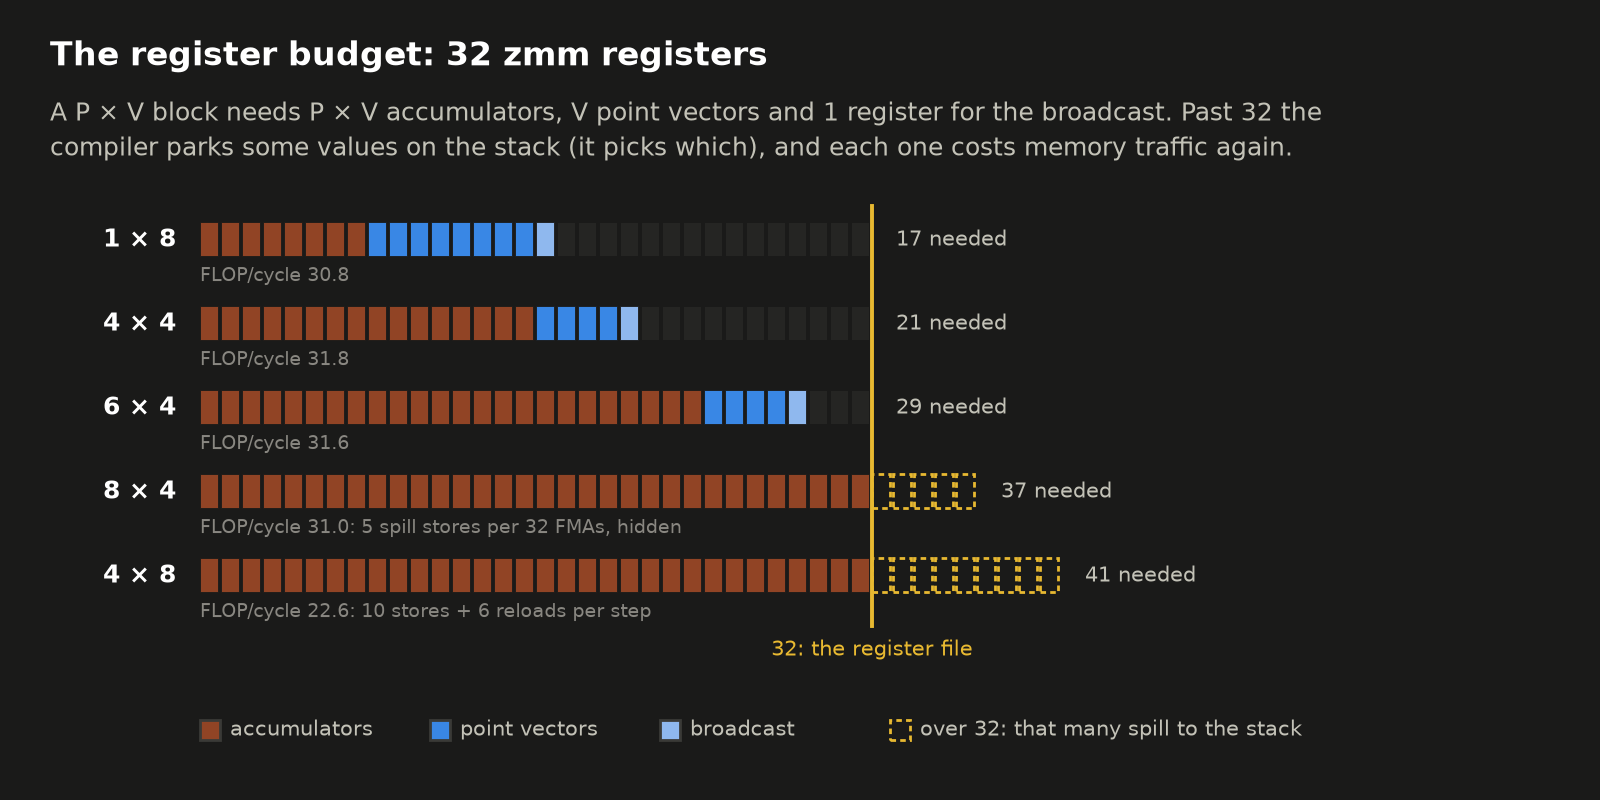 The register budget: 32 zmm registers
A P × V block needs P × V accumulators, V point vectors and 1 register for the broadcast. Past 32 the
compiler parks some values on the stack (it picks which), and each one costs memory traffic again.
1 × 8
17 needed
FLOP/cycle 30.8
4 × 4
21 needed
FLOP/cycle 31.8
6 × 4
29 needed
FLOP/cycle 31.6
8 × 4
37 needed
FLOP/cycle 31.0: 5 spill stores per 32 FMAs, hidden
4 × 8
41 needed
FLOP/cycle 22.6: 10 stores + 6 reloads per step
32: the register file
accumulators
point vectors
broadcast
over 32: that many spill to the stack